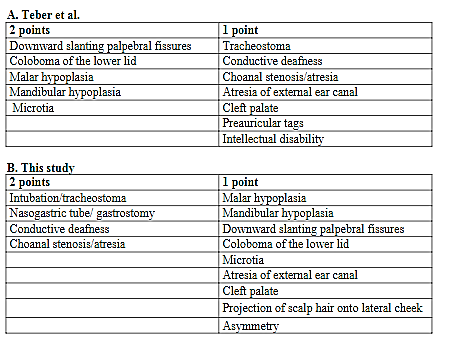 A. Teber et al.
2 points 1 point
Downward slanting palpebral fissures Tracheostoma
Coloboma of the lower lid Conductive deafness
Malar hypoplasia Choanal stenosis/atresia
Mandibular hypoplasia Atresia of external ear canal
Microtia Cleft palate
Preauricular tags
Intellectual disability
B. This study
2 points 1 point
Intubation/tracheostoma Malar hypoplasia
Nasogastric tube/ gastrostomy Mandibular hypoplasia
Conductive deafness Downward slanting palpebral fissures
Choanal stenosis/atresia Coloboma of the lower lid
Microtia
Atresia of external ear canal
Cleft palate
Projection of scalp hair onto lateral cheek
Asymmetry